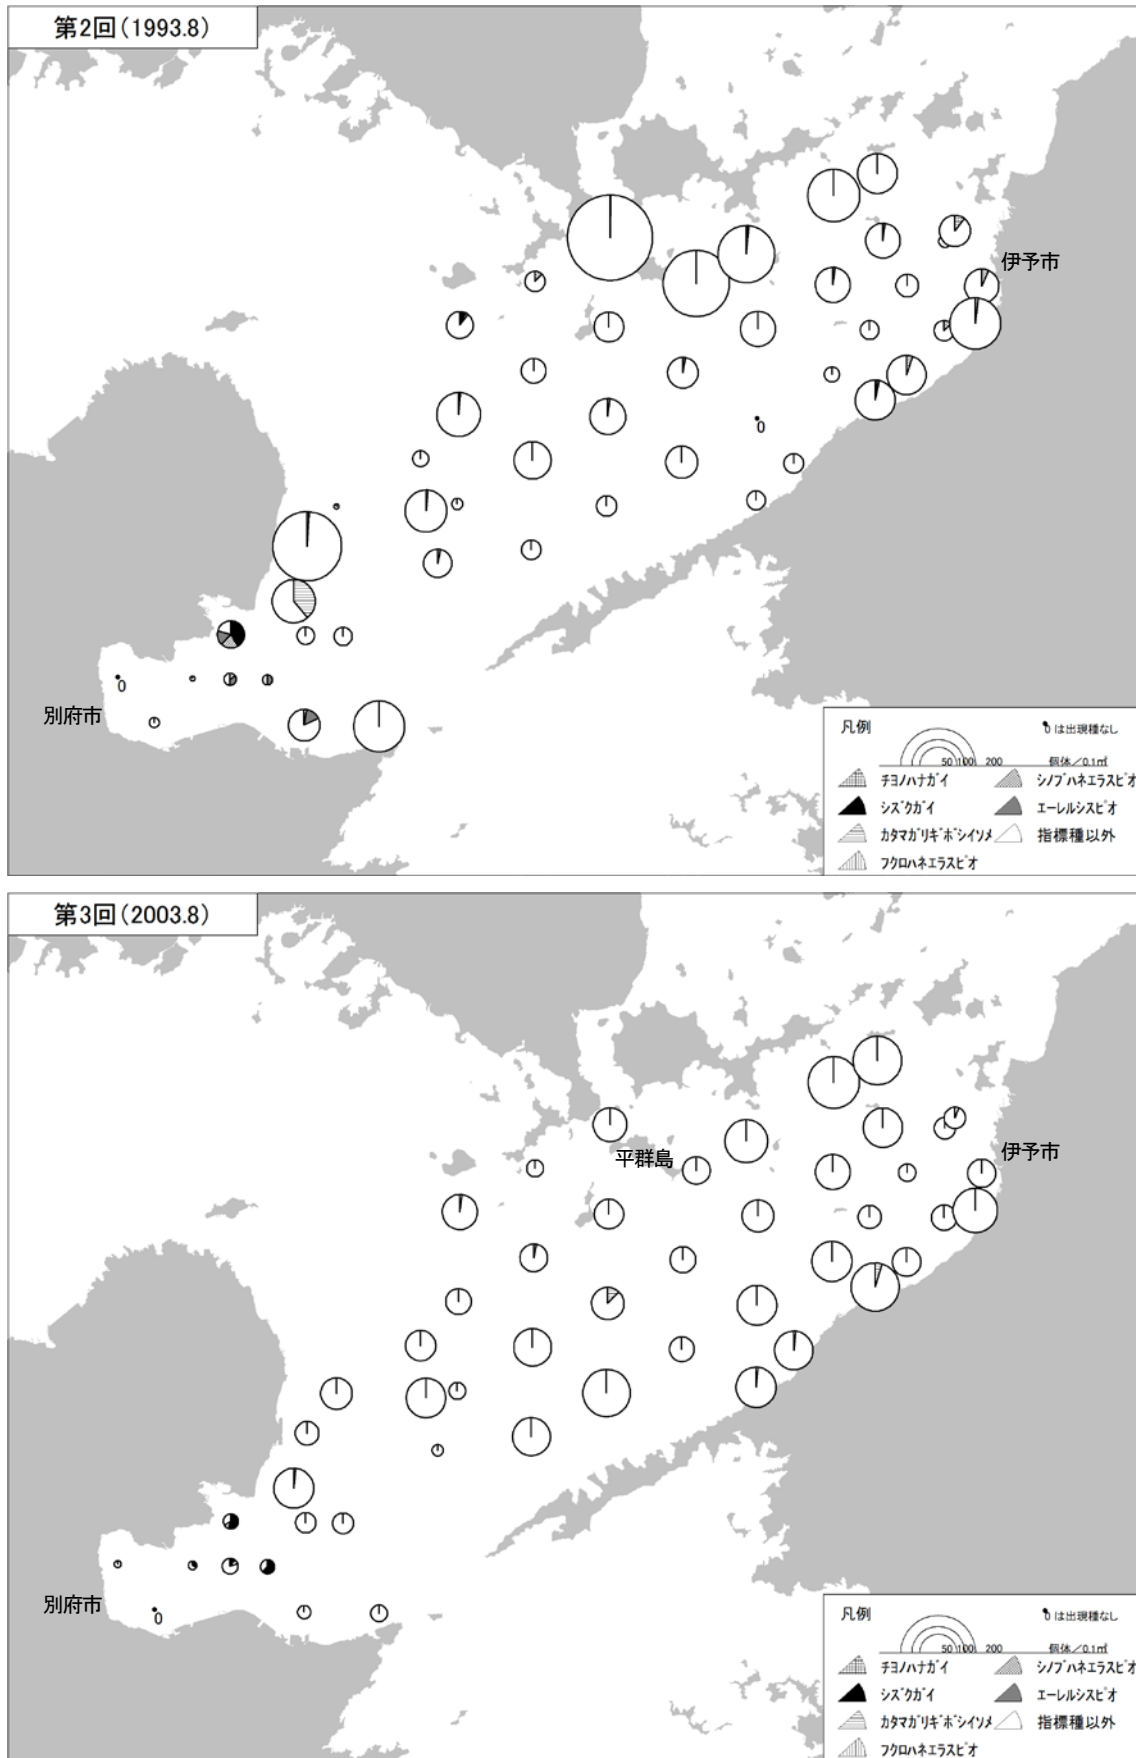 第2回(1993.8)
伊予市
0
0
別府市
凡例
0は出現種なし
50 100 200
個体/0.1㎡
チヨノハナガイ
シノブハネエラスピオ
シズクガイ
エーレルシスピオ
カタマガリギボシイソメ
指標種以外
フクロハネエラスピオ
第3回(2003.8)
平群島
伊予市
別府市
0
凡例
0は出現種なし
50 100 200
個体/0.1㎡
チヨノハナガイ
シノブハネエラスピオ
シズクガイ
エーレルシスピオ
カタマガリギボシイソメ
指標種以外
フクロハネエラスピオ